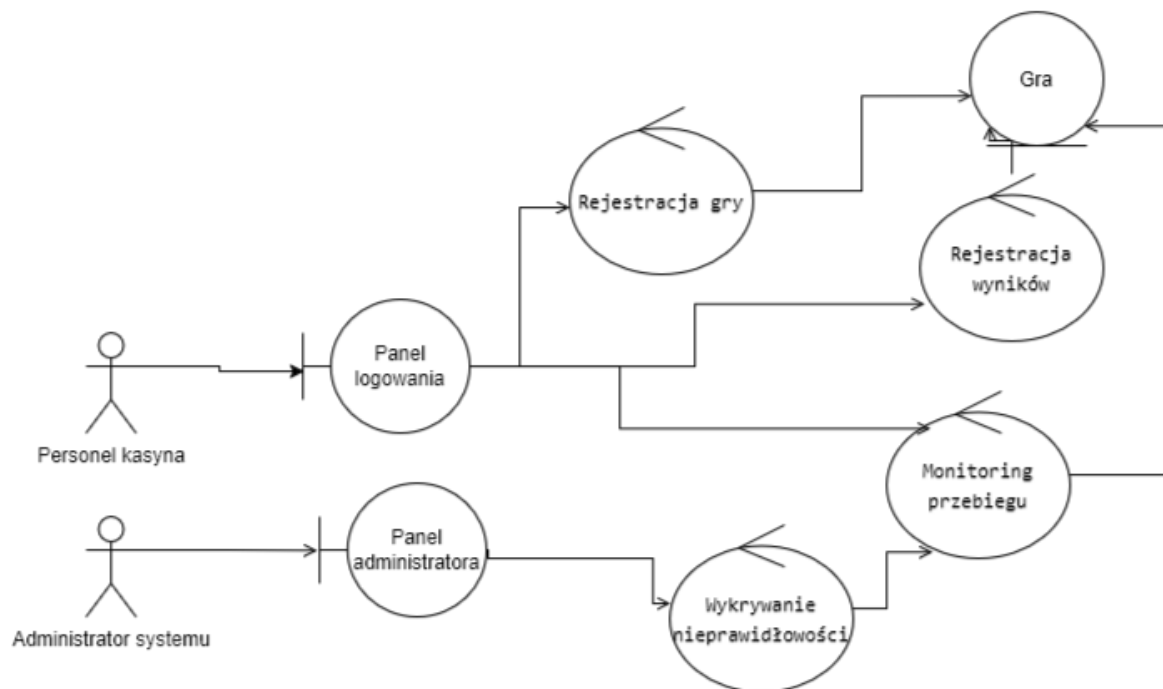 Gra
Rejestracja gry
Rejestracja
wyników
Panel
logowania
Personel kasyna
Monitoring
przebiegu
Panel
administratora
Wykrywanie
nieprawidłowości
Administrator systemu